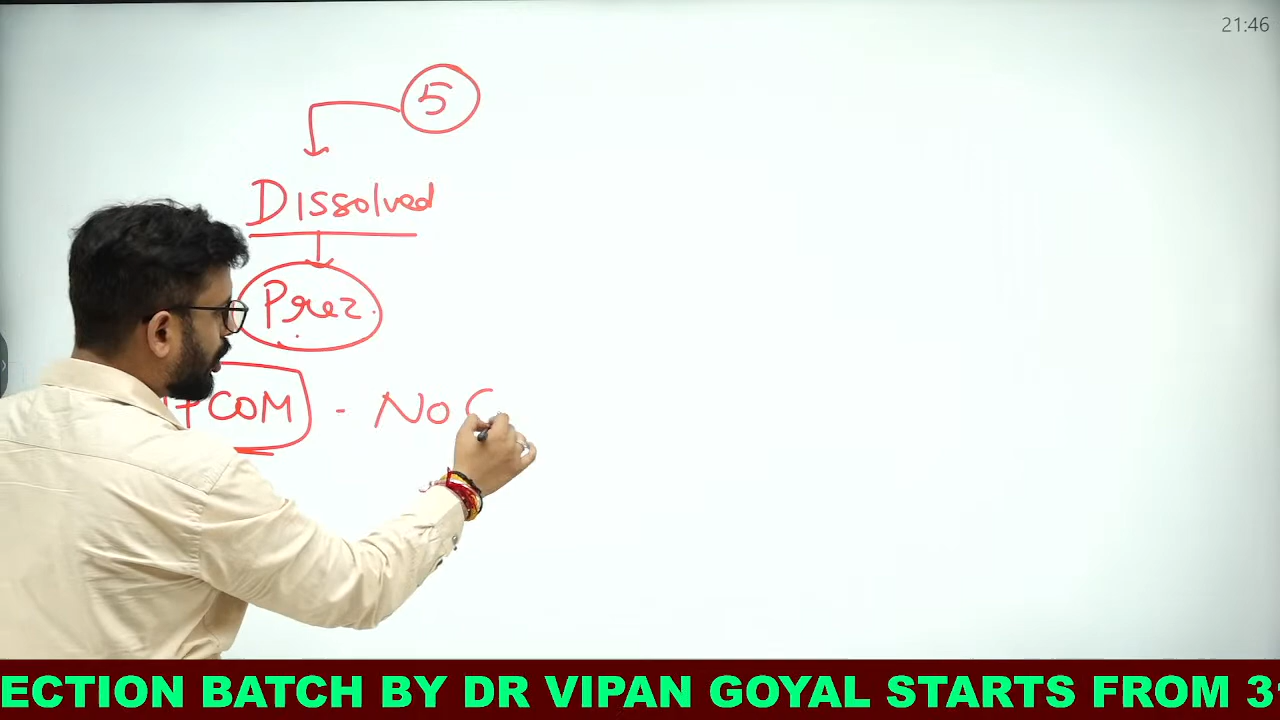 21:46
5
Dissolved
Prez.
COM - No
ECTION BATCH BY DR VIPAN GOYAL STARTS FROM 3